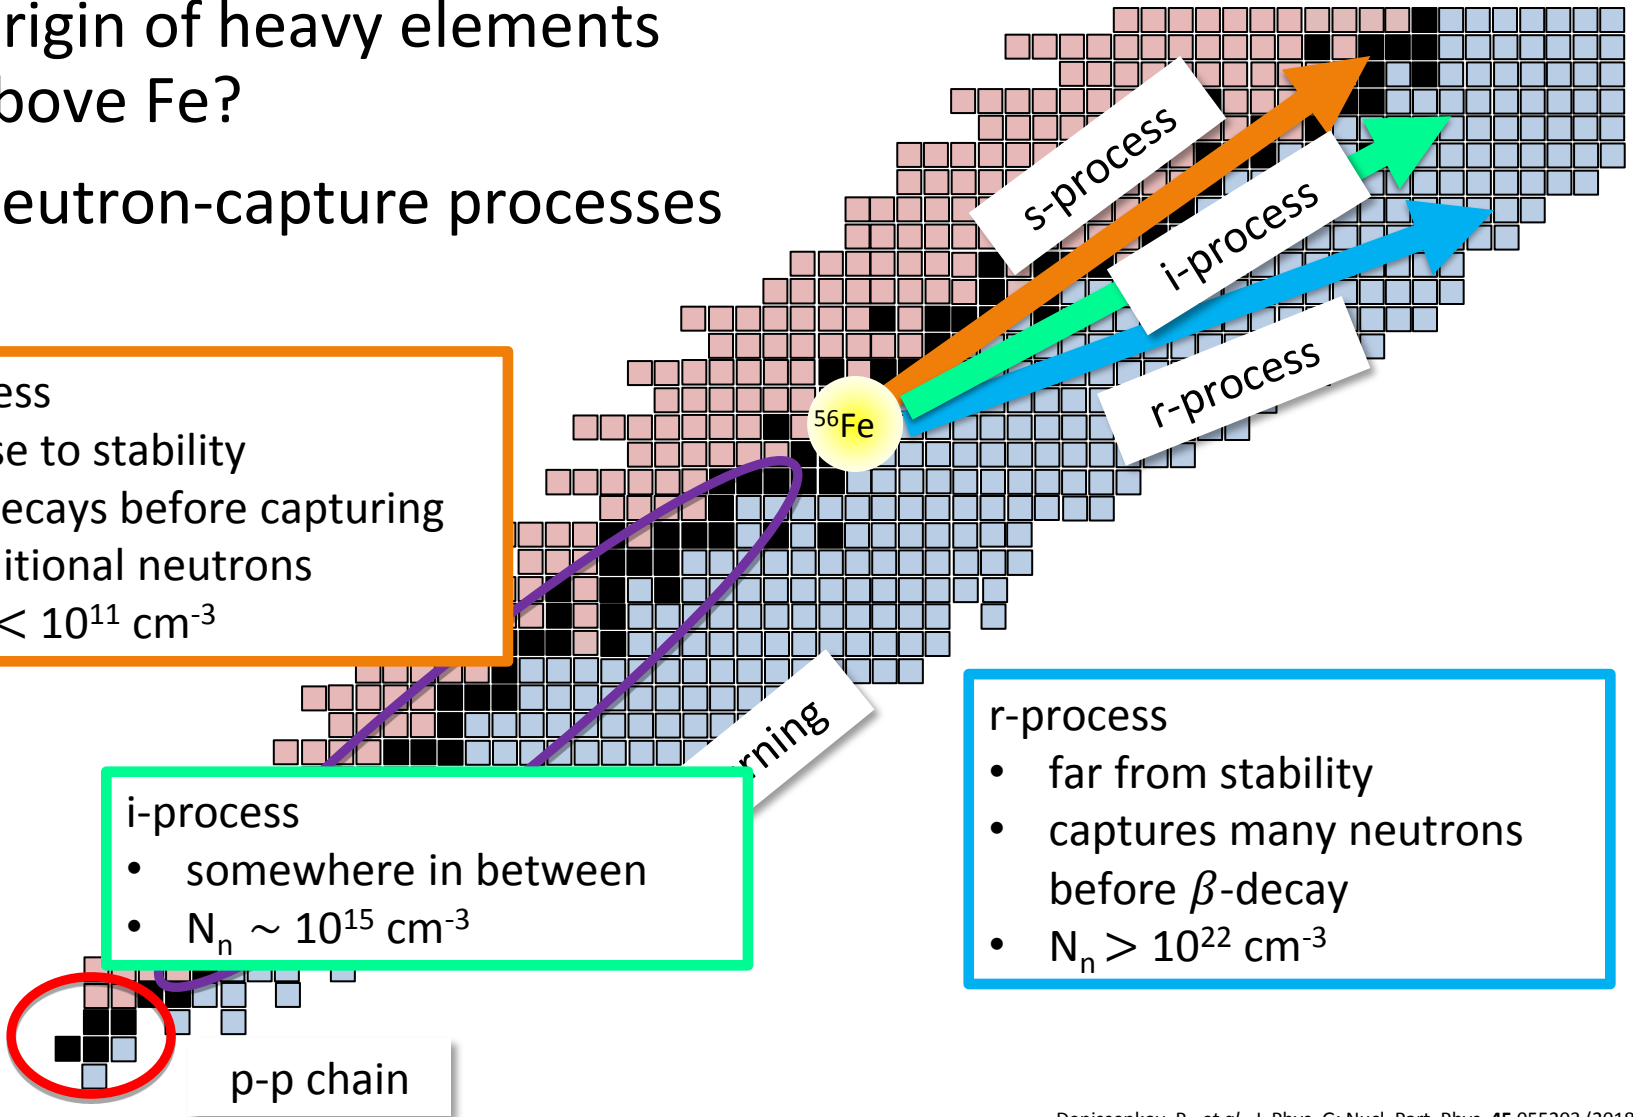 rigin of heavy elements
bove Fe?
eutron-capture processes
s-process
i-process
r-process
⁵⁶Fe
ess
se to stability
ecays before capturing
itional neutrons
< 10¹¹ cm⁻³
rning
i-process
• somewhere in between
• Nₙ ~ 10¹⁵ cm⁻³
r-process
• far from stability
• captures many neutrons
before β-decay
• Nₙ > 10²² cm⁻³
p-p chain